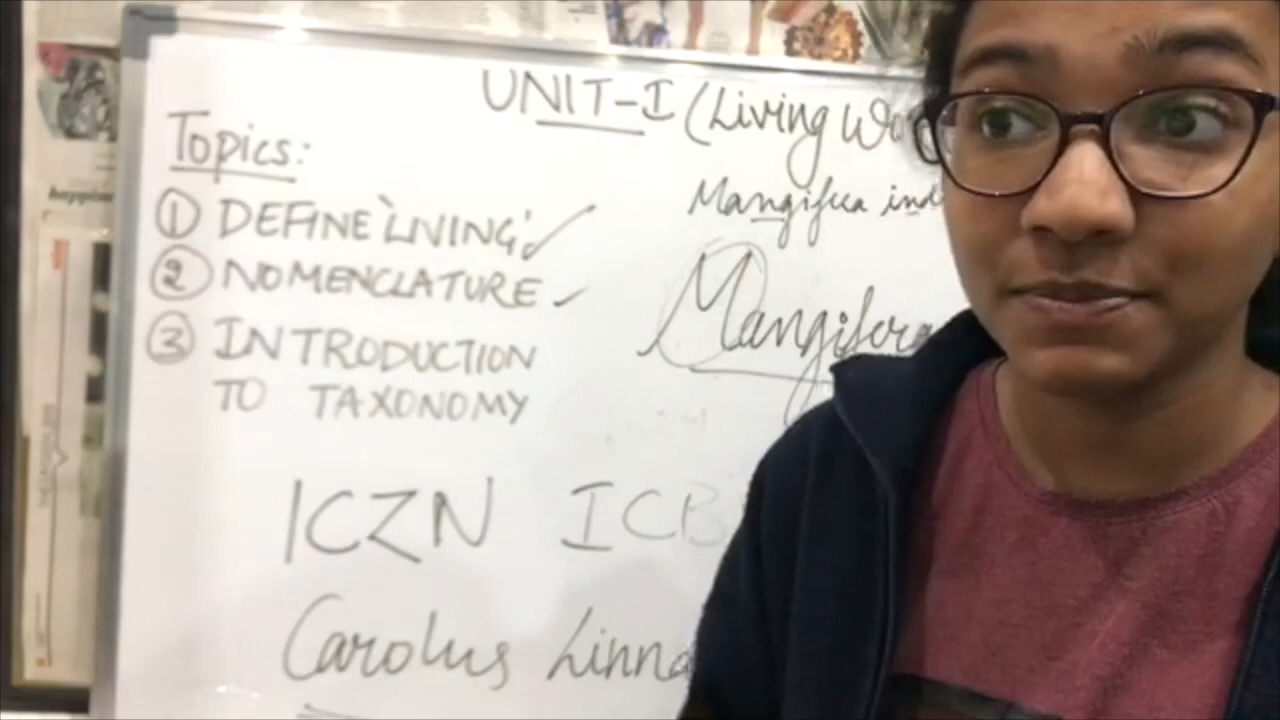 UNIT-I (Living Wo
Topics:
① DEFINE 'LIVING' ✓
② NOMENCLATURE ✓
③ INTRODUCTION
TO TAXONOMY
Mangifera ind
Mangifera
ICZN ICB
Carolus Linna